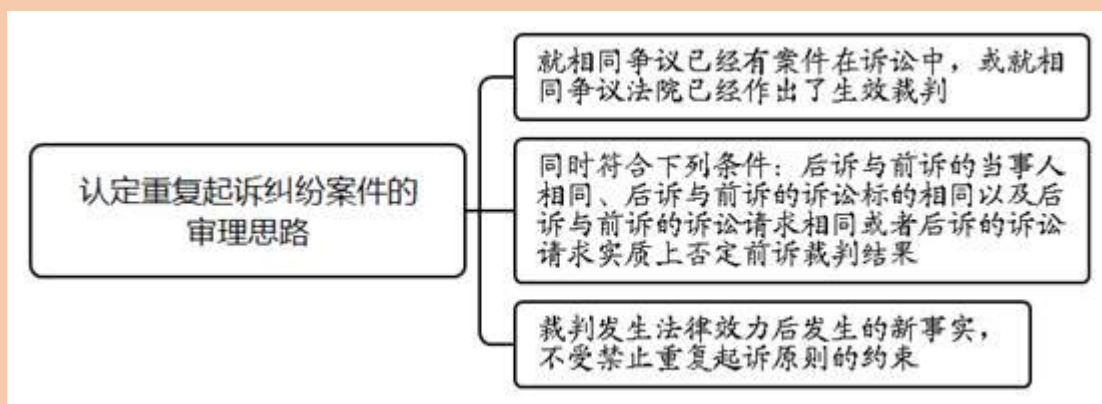 认定重复起诉纠纷案件的
审理思路
就相同争议已经有案件在诉讼中，或就相
同争议法院已经作出了生效裁判
同时符合下列条件：后诉与前诉的当事人
相同、后诉与前诉的诉讼标的相同以及后
诉与前诉的诉讼请求相同或者后诉的诉讼
请求实质上否定前诉裁判结果
裁判发生法律效力后发生的新事实，
不受禁止重复起诉原则的约束